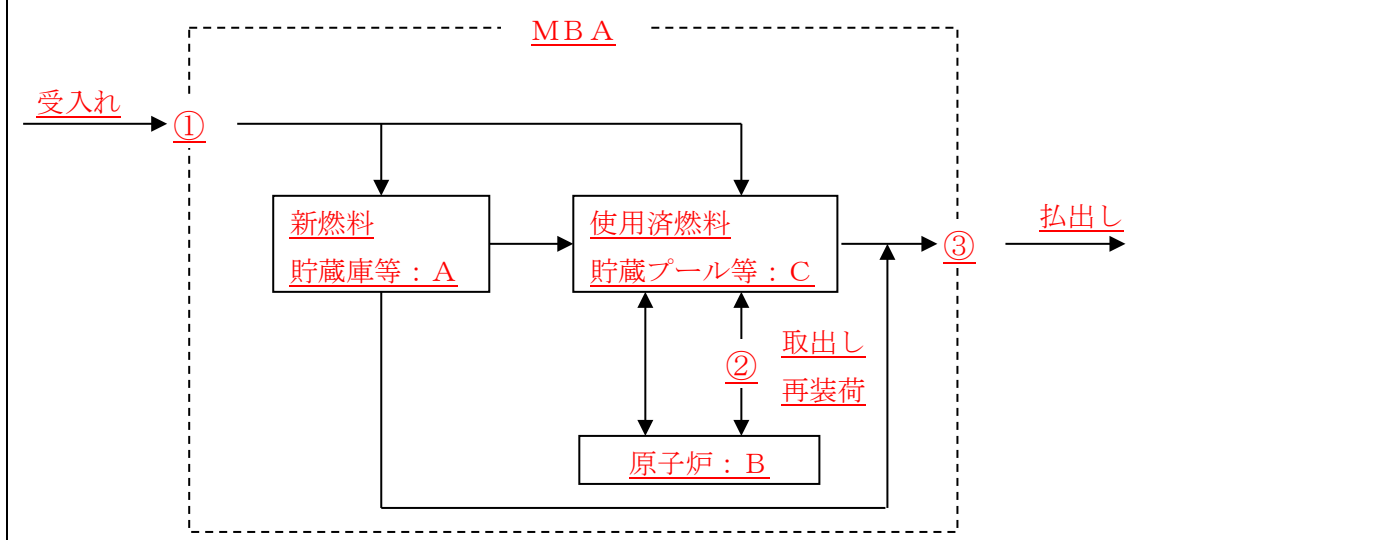 ＭＢＡ
受入れ
①
新燃料
貯蔵庫等：Ａ
使用済燃料
貯蔵プール等：Ｃ
払出し
③
取出し
②
再装荷
原子炉：Ｂ